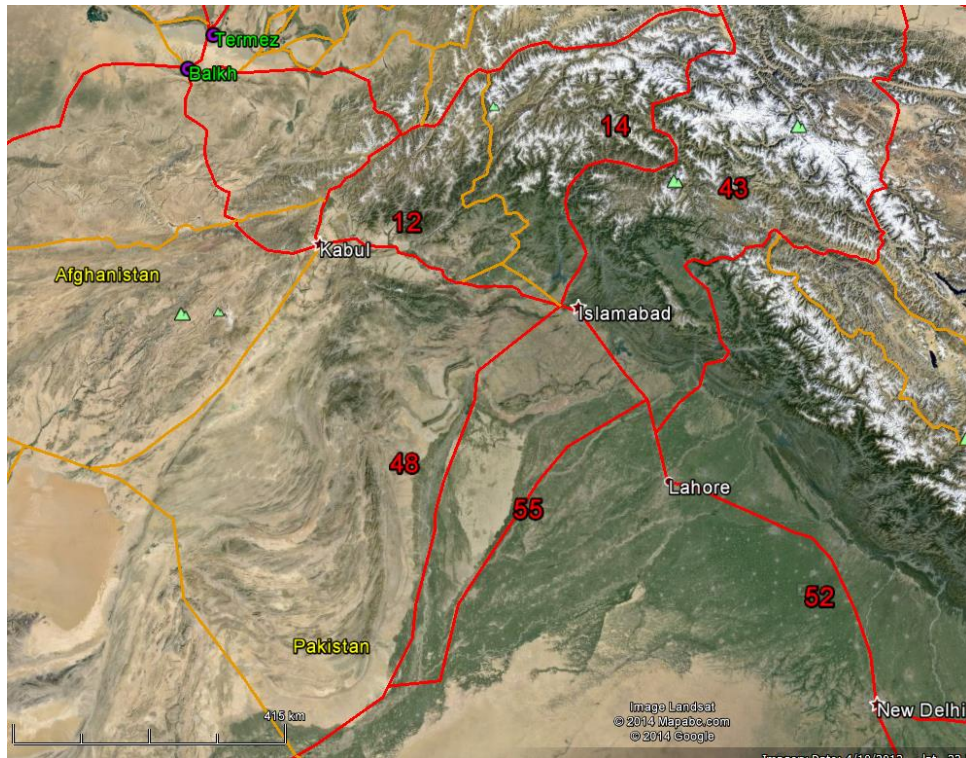 Termez
Balkh
14
43
12
Kabul
Afghanistan
Islamabad
48
Lahore
55
52
Pakistan
415 km
Image Landsat
© 2014 Mapabc.com
© 2014 Google
New Delhi